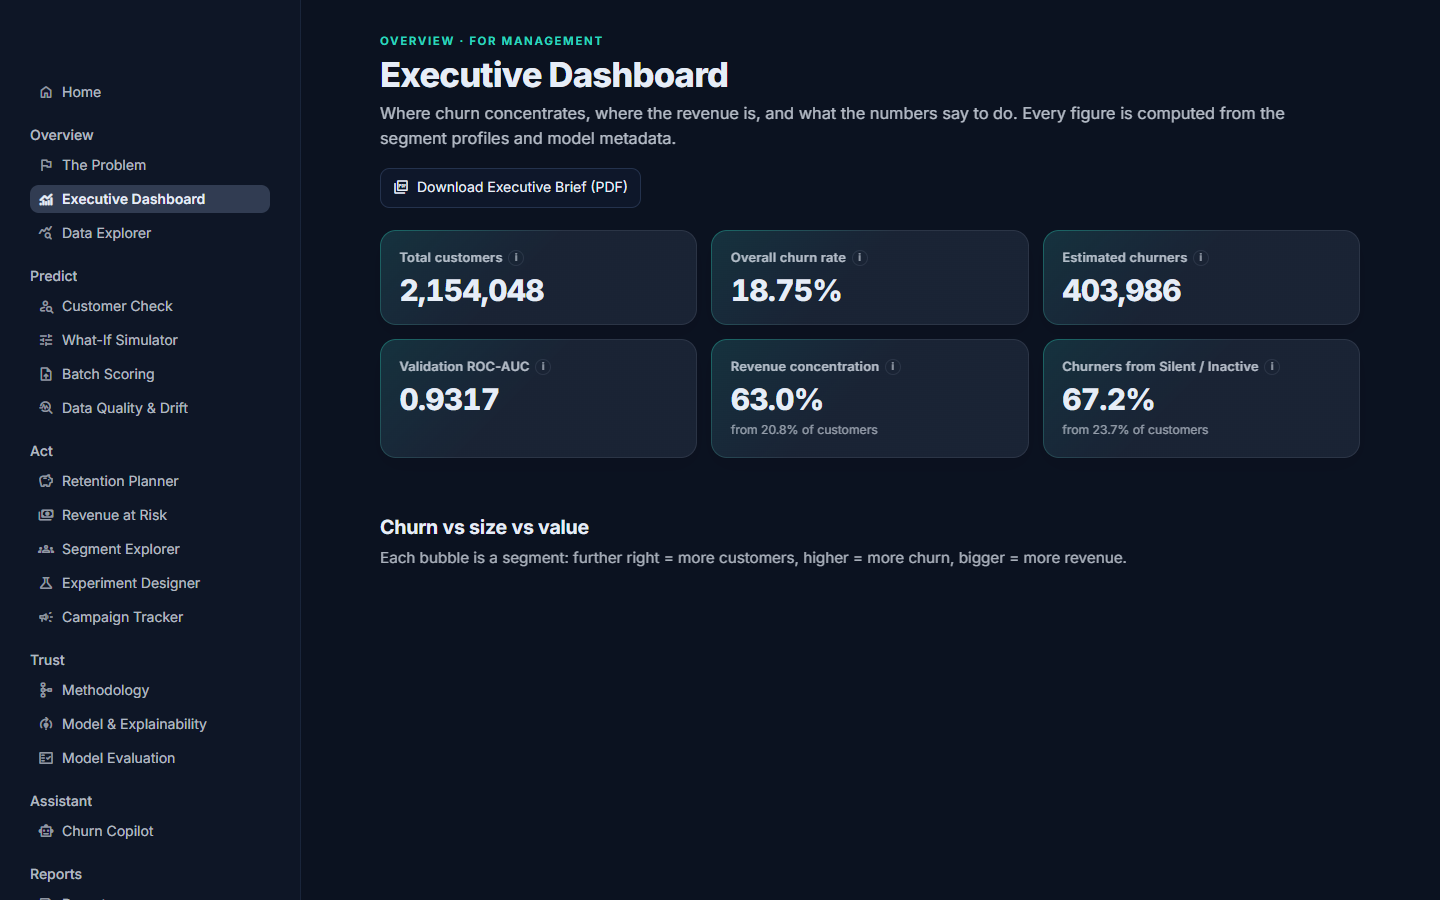 Home
Overview
The Problem
Executive Dashboard
Data Explorer
Predict
Customer Check
What-If Simulator
Batch Scoring
Data Quality & Drift
Act
Retention Planner
Revenue at Risk
Segment Explorer
Experiment Designer
Campaign Tracker
Trust
Methodology
Model & Explainability
Model Evaluation
Assistant
Churn Copilot
Reports
OVERVIEW · FOR MANAGEMENT
Executive Dashboard
Where churn concentrates, where the revenue is, and what the numbers say to do. Every figure is computed from the
segment profiles and model metadata.
Download Executive Brief (PDF)
Total customers
2,154,048
Overall churn rate
18.75%
Estimated churners
403,986
Validation ROC-AUC
0.9317
Revenue concentration
63.0%
from 20.8% of customers
Churners from Silent / Inactive
67.2%
from 23.7% of customers
Churn vs size vs value
Each bubble is a segment: further right = more customers, higher = more churn, bigger = more revenue.